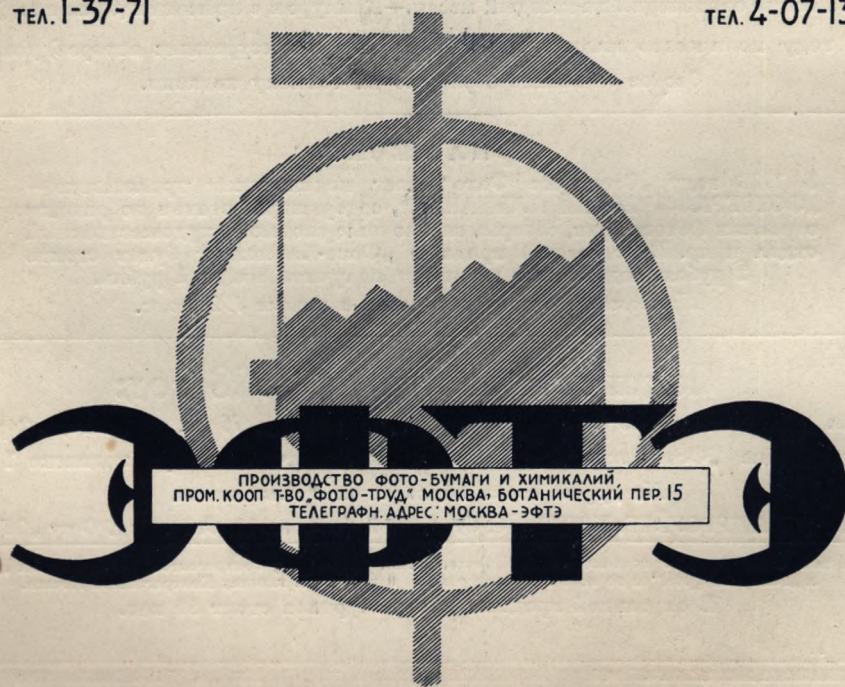 ТЕЛ. 1-37-71
ТЕЛ. 4-07-13
ЭФТЭ
ПРОИЗВОДСТВО ФОТО-БУМАГИ И ХИМИКАЛИЙ,
ПРОМ. КООП Т-ВО „ФОТО-ТРУД" МОСКВА, БОТАНИЧЕСКИЙ ПЕР. 15
ТЕЛЕГРАФН. АДРЕС: МОСКВА-ЭФТЭ